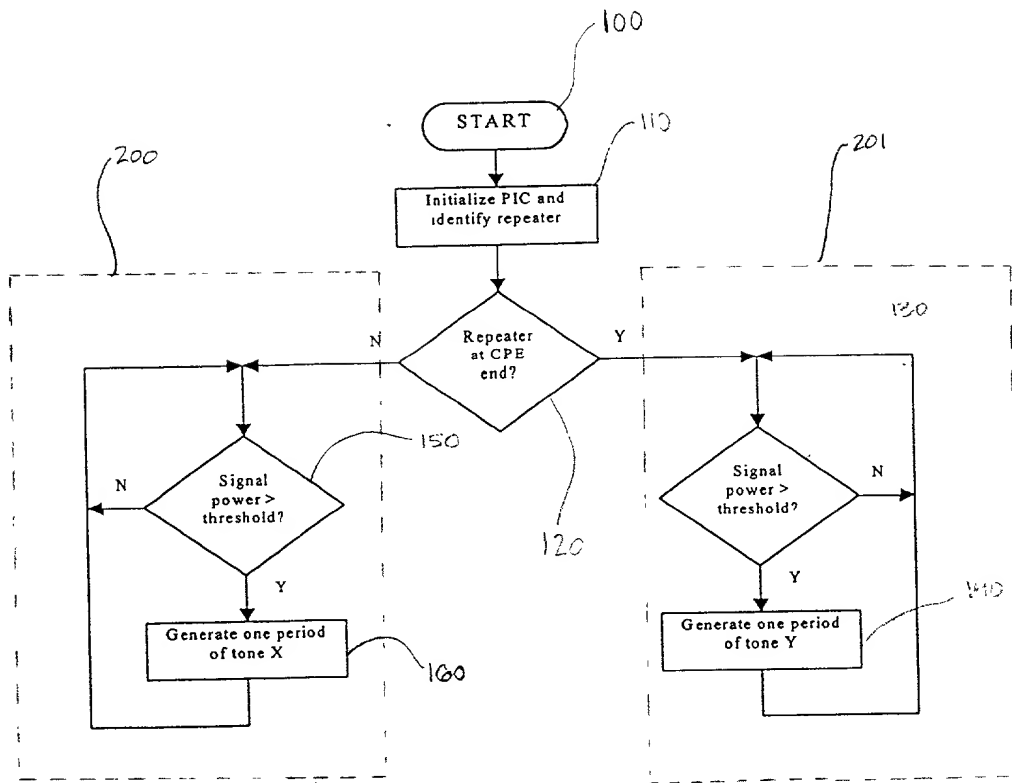 100
START
110
200
201
Initialize PIC and
identify repeater
130
N
Repeater
at CPE
end?
Y
150
Signal
power >
threshold?
N
Signal
power >
threshold?
N
120
Y
Y
140
Generate one period
of tone X
Generate one period
of tone Y
160